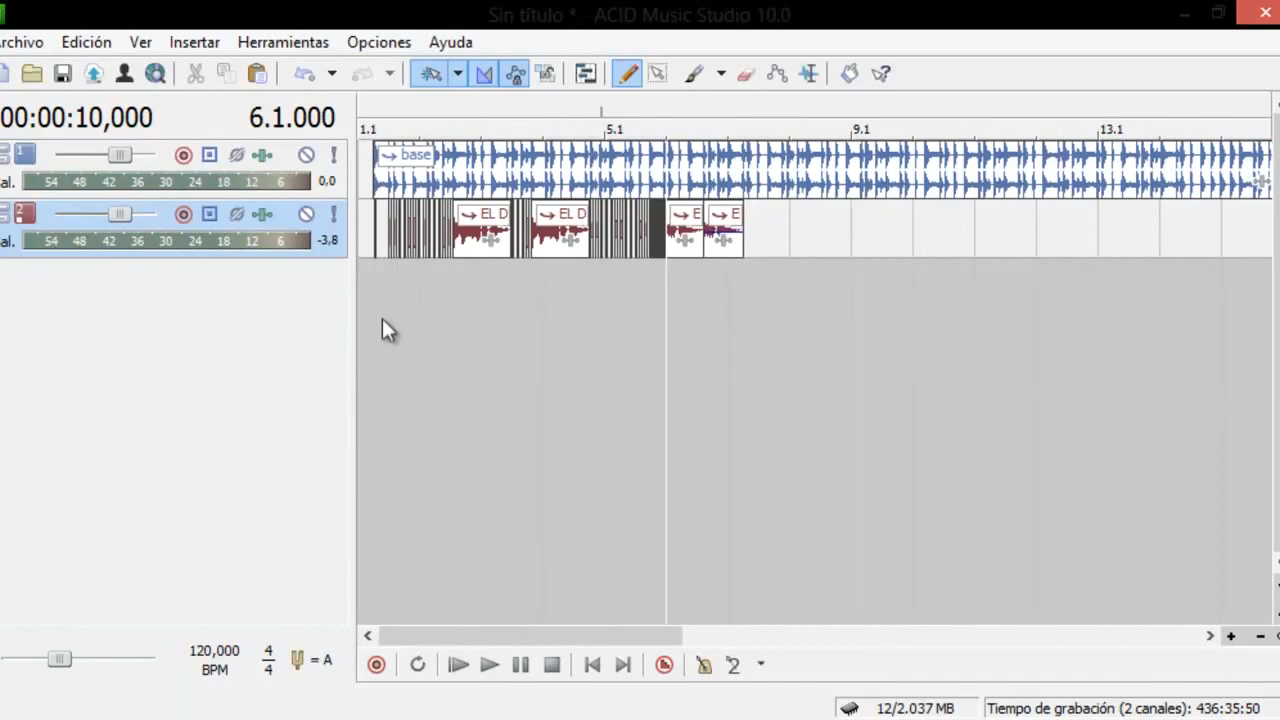 Sin título * - ACID Music Studio 10.0
rchivo Edición Ver Insertar Herramientas Opciones Ayuda
00:00:10,000 6.1.000
1.1 5.1 9.1 13.1
1
base
al. 54 48 42 36 30 24 18 12 6 0,0
2
EL D EL D E E
al. 54 48 42 36 30 24 18 12 6 -3,8
120,000
BPM
4
4
= A
2
12/2.037 MB Tiempo de grabación (2 canales): 436:35:50